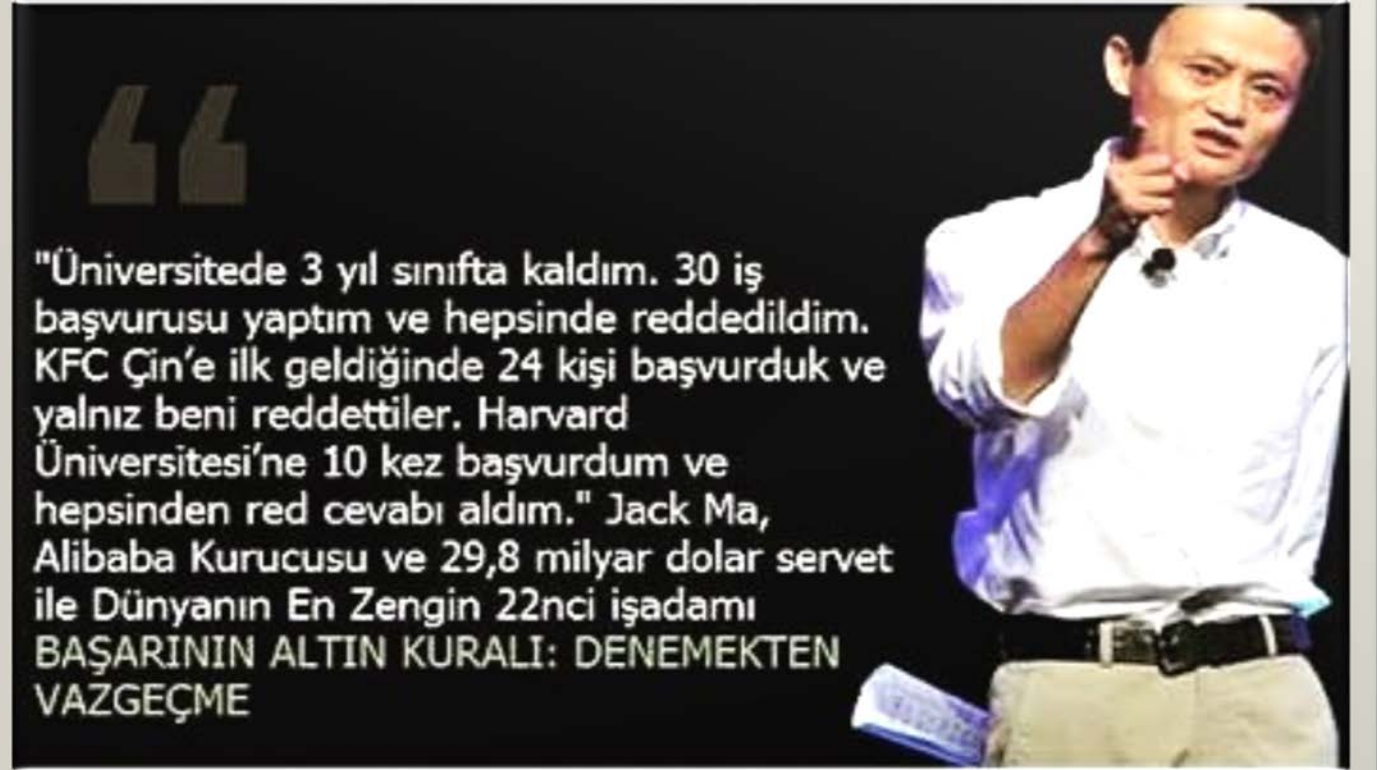 "Üniversitede 3 yıl sınıfta kaldım. 30 iş
başvurusu yaptım ve hepsinde reddedildim.
KFC Çin’e ilk geldiğinde 24 kişi başvurduk ve
yalnız beni reddettiler. Harvard
Üniversitesi’ne 10 kez başvurdum ve
hepsinden red cevabı aldım." Jack Ma,
Alibaba Kurucusu ve 29,8 milyar dolar servet
ile Dünyanın En Zengin 22nci işadamı
BAŞARININ ALTIN KURALI: DENEMEKTEN
VAZGEÇME